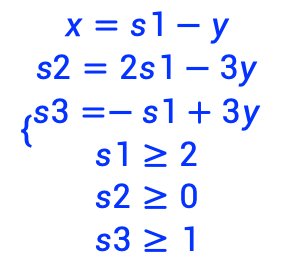 x = s1 − y
s2 = 2s1 − 3y
{s3 =− s1 + 3y
s1 ≥ 2
s2 ≥ 0
s3 ≥ 1